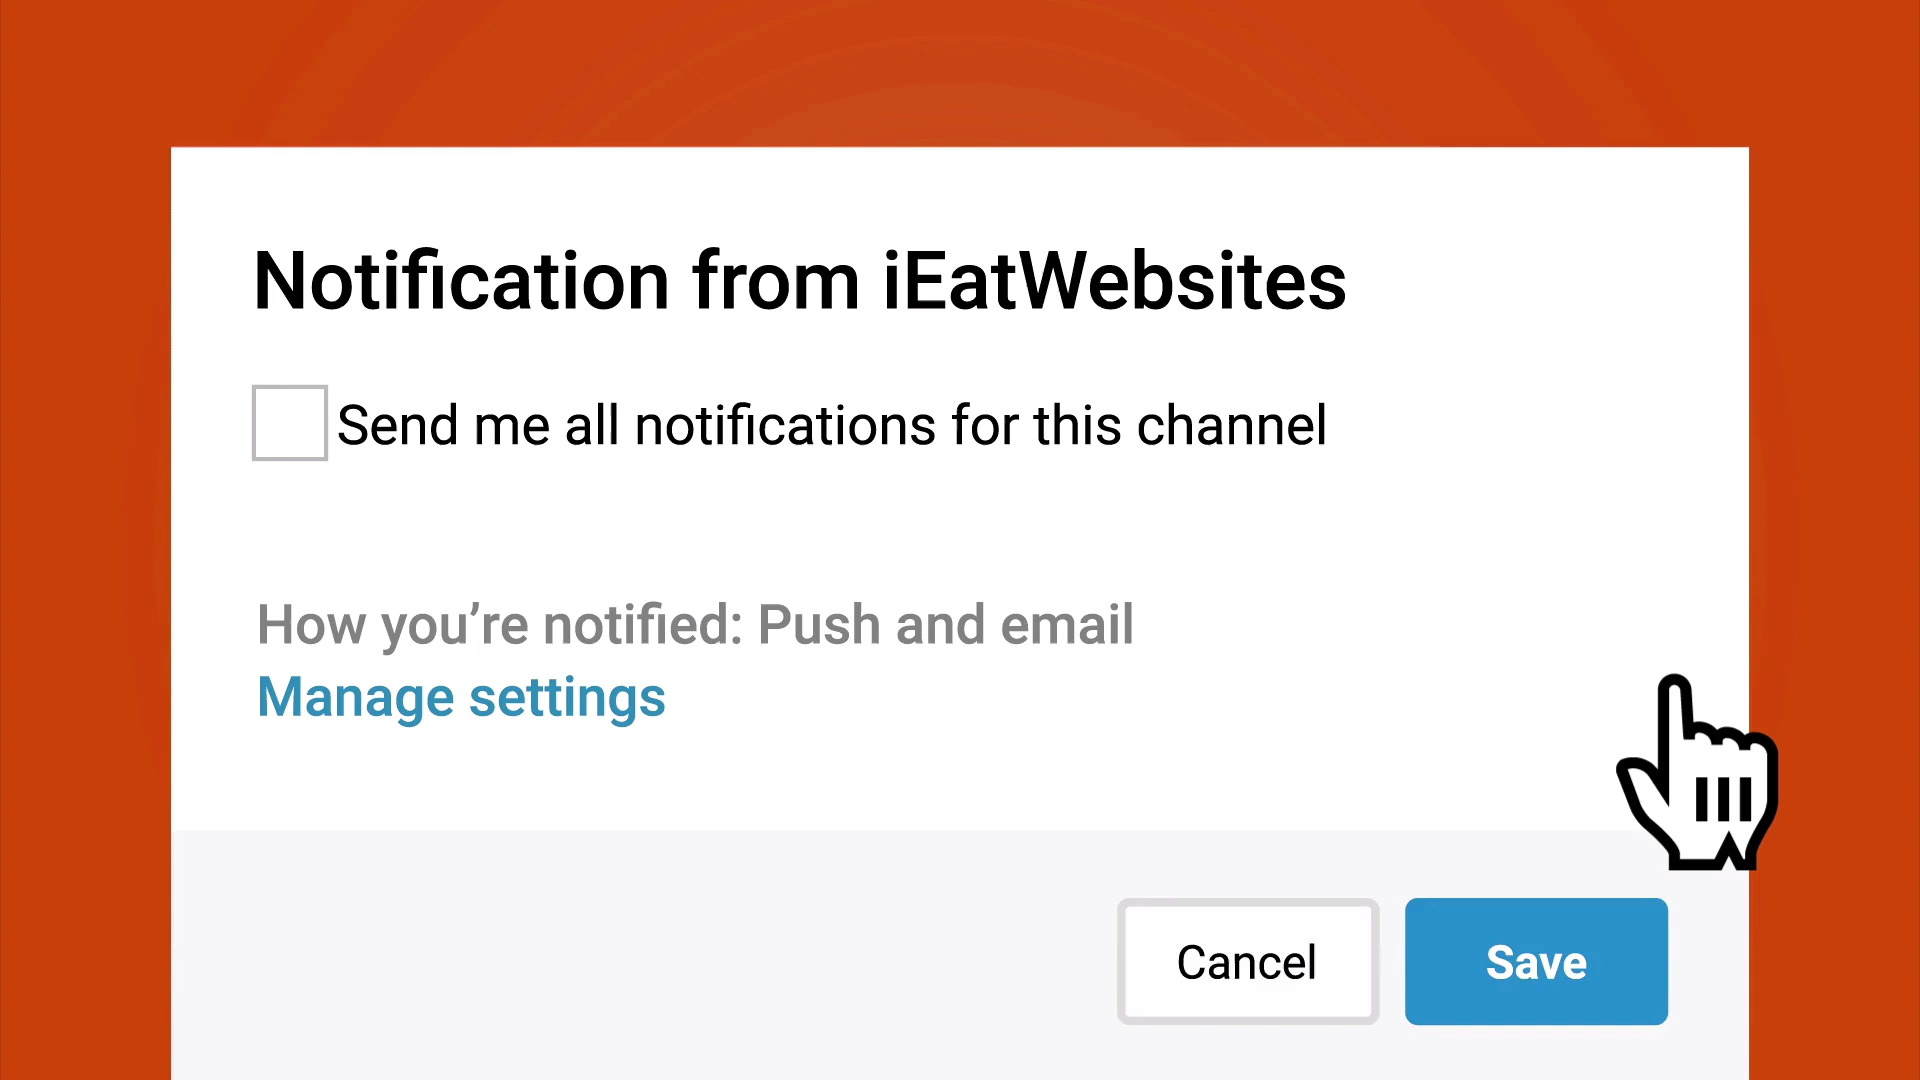 Notification from iEatWebsites
Send me all notifications for this channel
How you’re notified: Push and email
Manage settings
Cancel
Save